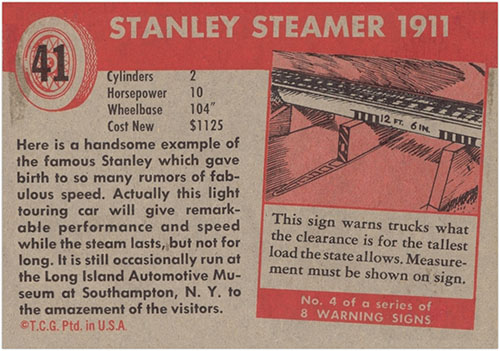 STANLEY STEAMER 1911
41
Cylinders 2
Horsepower 10
Wheelbase 104"
Cost New $1125
Here is a handsome example of
the famous Stanley which gave
birth to so many rumors of fab-
ulous speed. Actually this light
touring car will give remark-
able performance and speed
while the steam lasts, but not for
long. It is still occasionally run at
the Long Island Automotive Mu-
seum at Southampton, N. Y. to
the amazement of the visitors.
©T.C.G. Ptd. in U.S.A.
12 FT. 6 IN.
This sign warns trucks what
the clearance is for the tallest
load the state allows. Measure-
ment must be shown on sign.
No. 4 of a series of
8 WARNING SIGNS